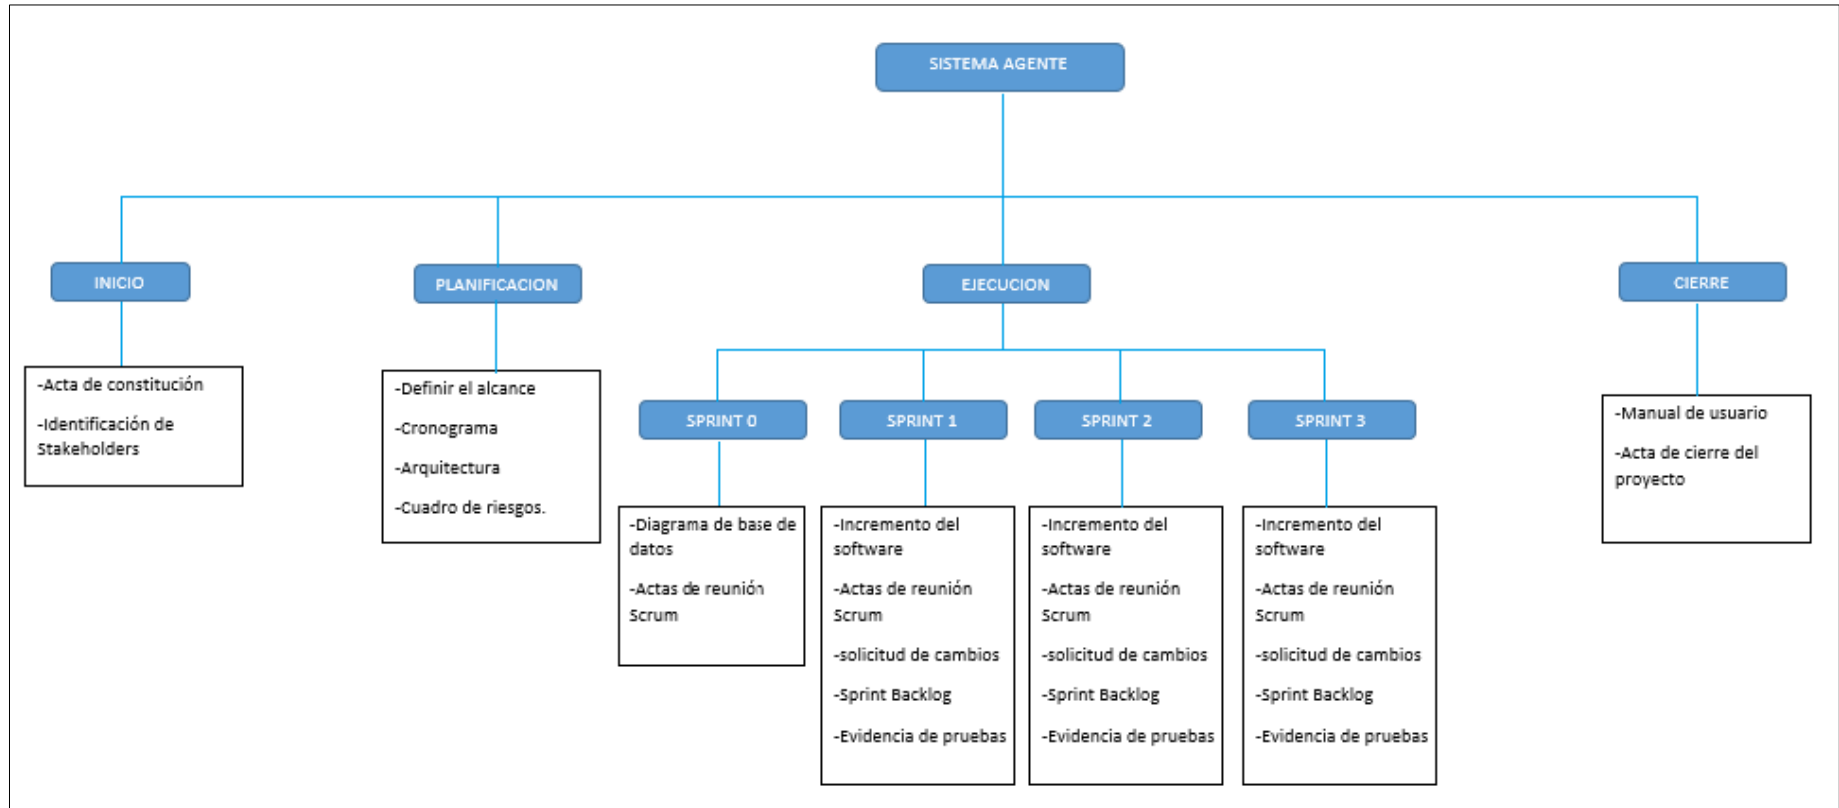 SISTEMA AGENTE
INICIO
PLANIFICACION
EJECUCION
CIERRE
-Acta de constitución
-Identificación de
Stakeholders
-Definir el alcance
-Cronograma
-Arquitectura
-Cuadro de riesgos.
SPRINT 0
SPRINT 1
SPRINT 2
SPRINT 3
-Diagrama de base de
datos
-Actas de reunión
Scrum
-Incremento del
software
-Actas de reunión
Scrum
-solicitud de cambios
-Sprint Backlog
-Evidencia de pruebas
-Incremento del
software
-Actas de reunión
Scrum
-solicitud de cambios
-Sprint Backlog
-Evidencia de pruebas
-Incremento del
software
-Actas de reunión
Scrum
-solicitud de cambios
-Sprint Backlog
-Evidencia de pruebas
-Manual de usuario
-Acta de cierre del
proyecto